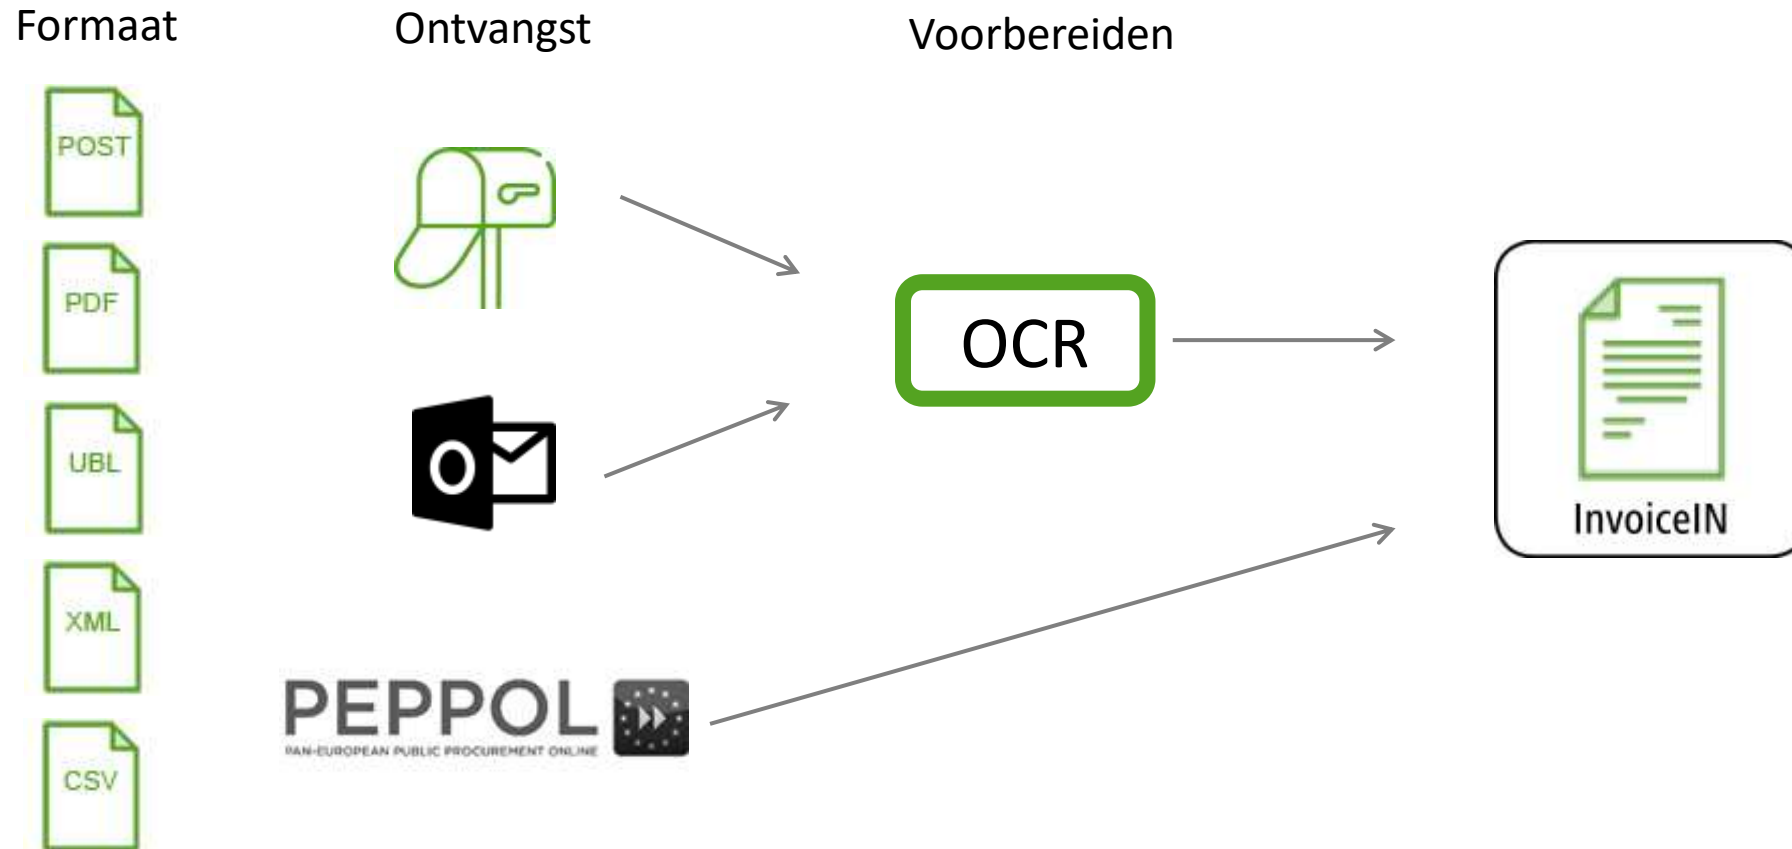 Formaat
Ontvangst
Voorbereiden
POST
PDF
UBL
XML
CSV
O
PEPPOL
PAN-EUROPEAN PUBLIC PROCUREMENT ONLINE
OCR
InvoiceIN